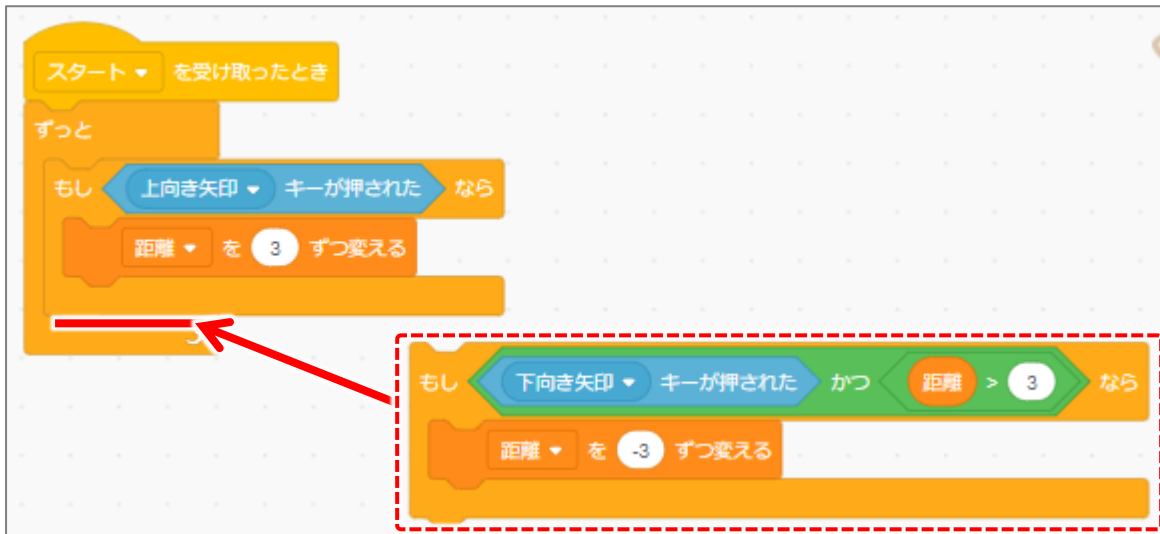 スタート を受け取ったとき
ずっと
もし 上向き矢印 キーが押された なら
距離 を 3 ずつ変える
もし 下向き矢印 キーが押された かつ 距離 > 3 なら
距離 を -3 ずつ変える